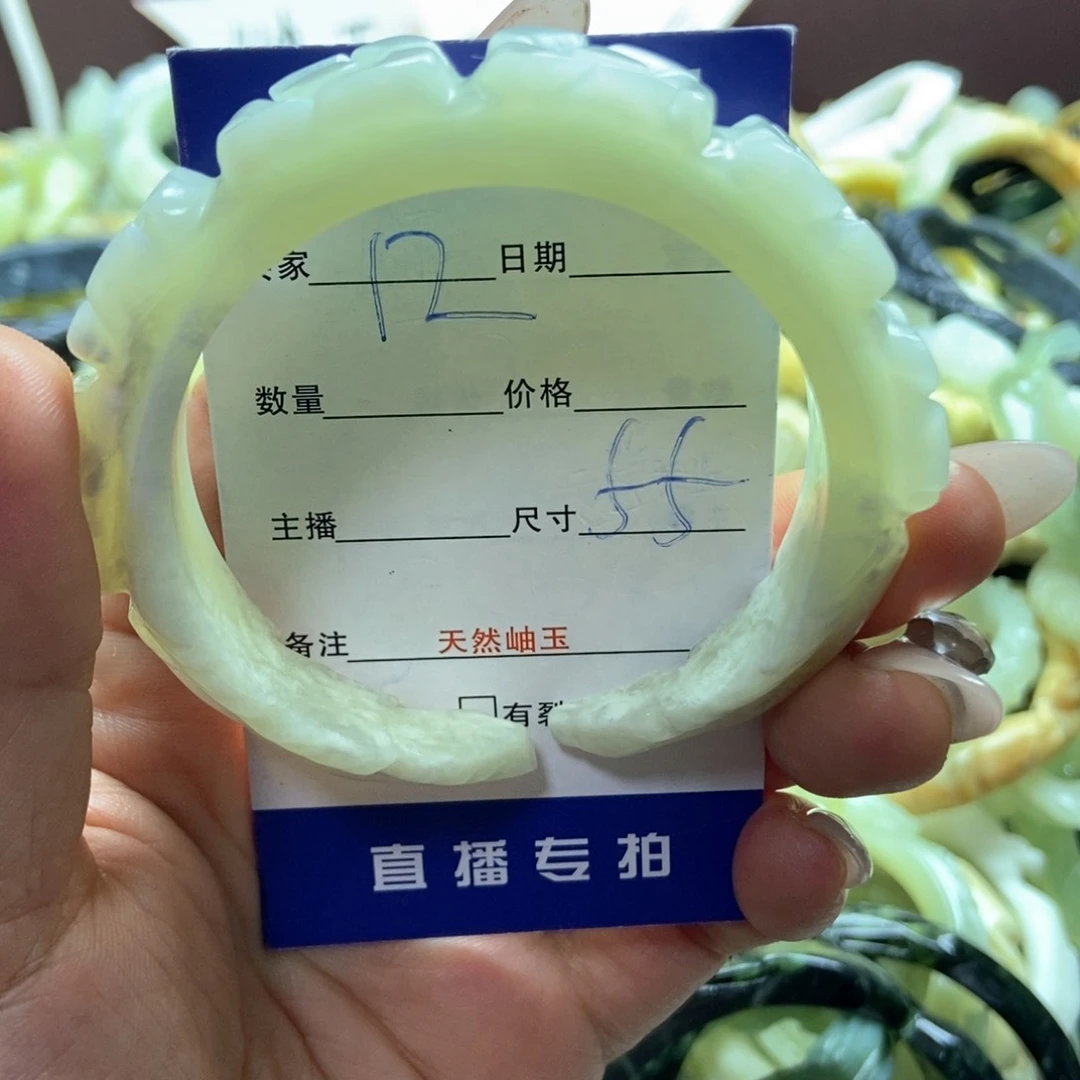 家 12 日期
数量 价格
主播 尺寸 55
备注 天然岫玉
有裂
直播专拍